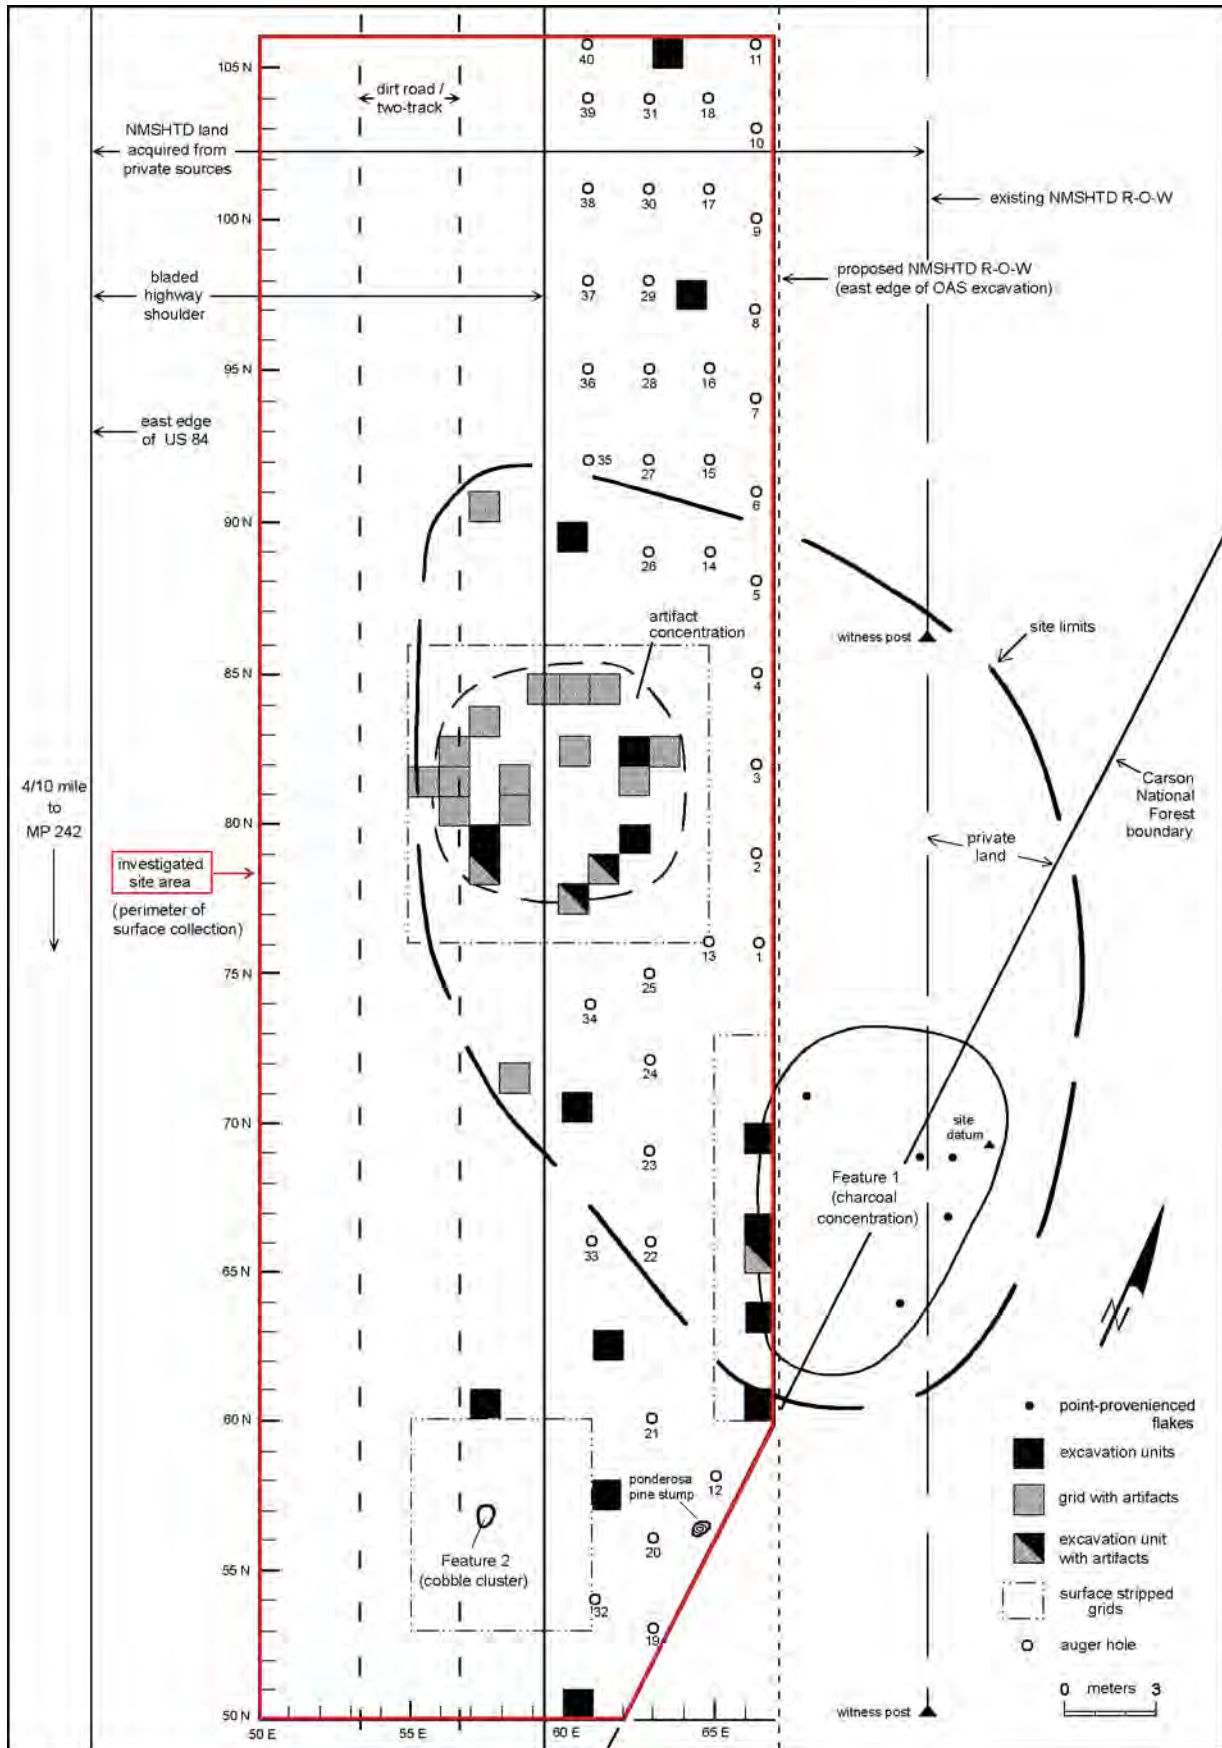 105 N
40
11
dirt road /
two-track
39
31
18
10
NMSHTD land
acquired from
private sources
38
30
17
existing NMSHTD R-O-W
100 N
9
bladed
highway
shoulder
37
29
8
proposed NMSHTD R-O-W
(east edge of OAS excavation)
95 N
36
28
16
7
east edge
of US 84
35
27
15
6
90 N
26
14
5
artifact
concentration
witness post
site limits
85 N
4
4/10 mile
to
MP 242
3
Carson
National
Forest
boundary
80 N
private
land
2
investigated
site area
(perimeter of
surface collection)
13
1
75 N
25
34
24
70 N
site
datum
23
Feature 1
(charcoal
concentration)
33
22
65 N
N
60 N
21
point-provenienced
flakes
excavation units
ponderosa
pine stump
12
grid with artifacts
20
Feature 2
(cobble cluster)
excavation unit
with artifacts
55 N
32
surface stripped
grids
19
auger hole
0 meters 3
50 N
witness post
50 E
55 E
60 E
65 E